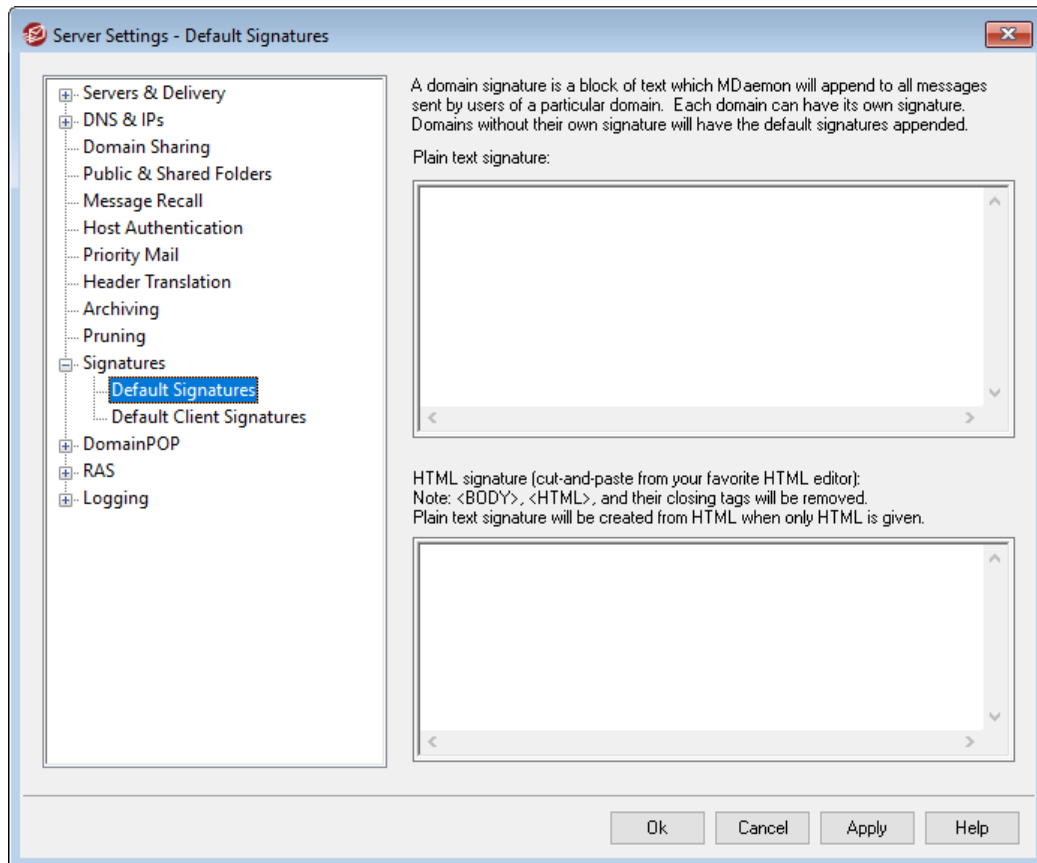 Server Settings - Default Signatures
Servers & Delivery
DNS & IPs
Domain Sharing
Public & Shared Folders
Message Recall
Host Authentication
Priority Mail
Header Translation
Archiving
Pruning
Signatures
Default Signatures
Default Client Signatures
DomainPOP
RAS
Logging
A domain signature is a block of text which MDaemon will append to all messages
sent by users of a particular domain.  Each domain can have its own signature.
Domains without their own signature will have the default signatures appended.
Plain text signature:
HTML signature (cut-and-paste from your favorite HTML editor):
Note: <BODY>, <HTML>, and their closing tags will be removed.
Plain text signature will be created from HTML when only HTML is given.
Ok
Cancel
Apply
Help